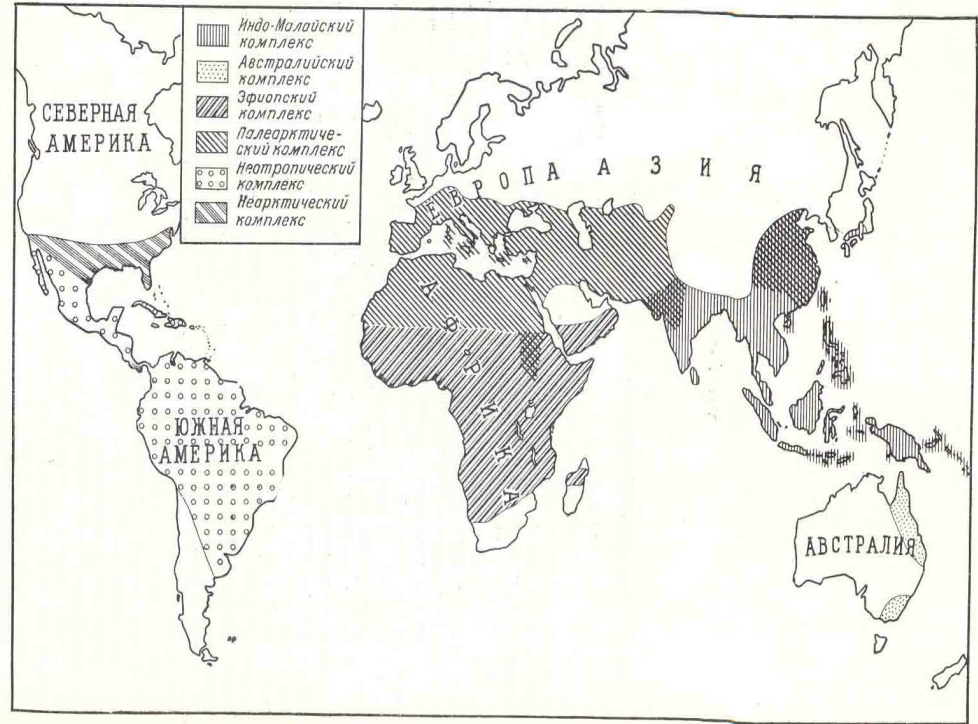 Индо-Малайский
комплекс
Австралийский
комплекс
Эфиопский
комплекс
Палеарктиче-
ский комплекс
Неотропический
комплекс
Неарктический
комплекс
СЕВЕРНАЯ
АМЕРИКА
ЕВРОПА
АЗИЯ
АФРИКА
ЮЖНАЯ
АМЕРИКА
АВСТРАЛИЯ